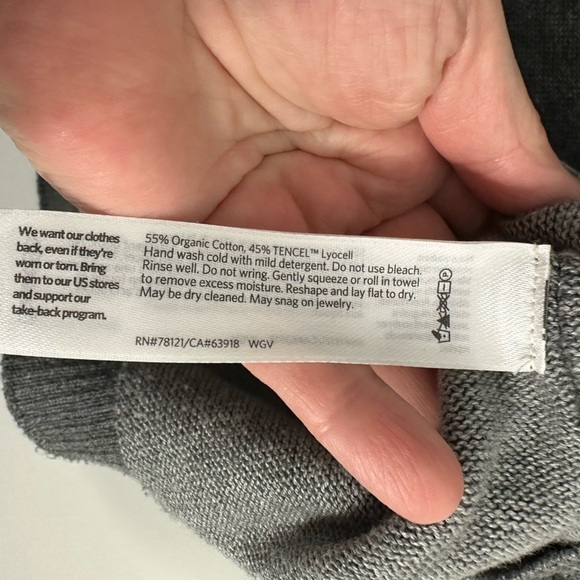 We want our clothes
back, even if they're
worn or torn. Bring
them to our US stores
and support our
take-back program.
55% Organic Cotton, 45% TENCEL™ Lyocell
Hand wash cold with mild detergent. Do not use bleach.
Rinse well. Do not wring. Gently squeeze or roll in towel
to remove excess moisture. Reshape and lay flat to dry.
May be dry cleaned. May snag on jewelry.
RN#78121/CA#63918 WGV